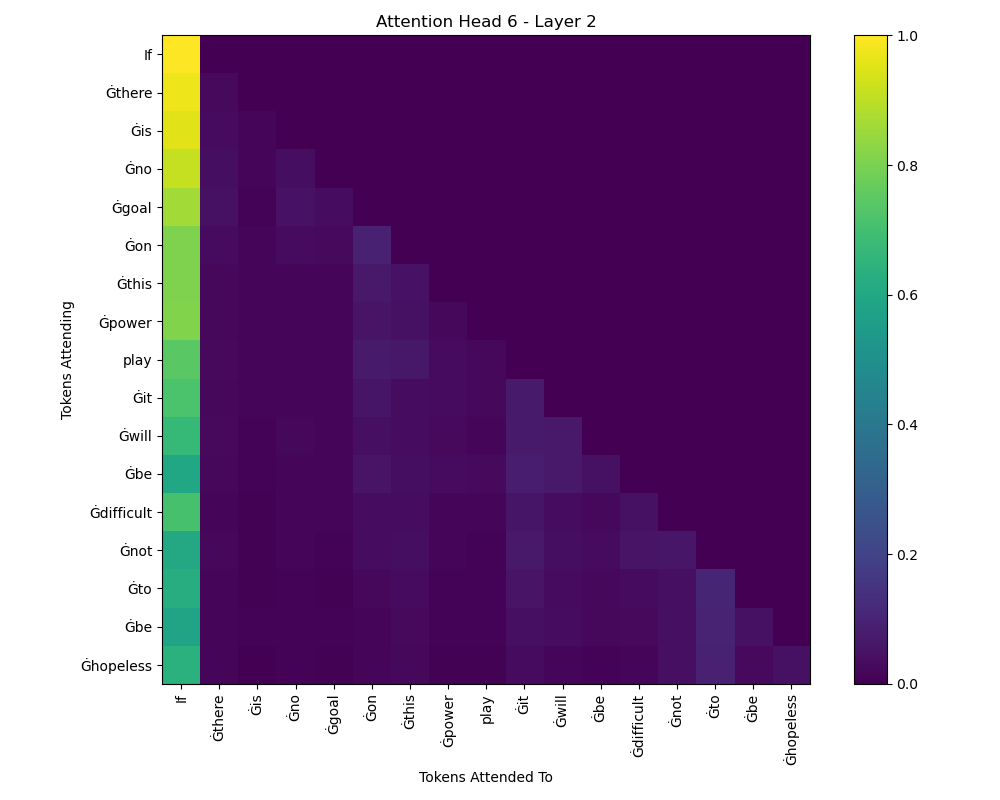 Attention Head 6 - Layer 2
Tokens Attending
If
Ġthere
Ġis
Ġno
Ġgoal
Ġon
Ġthis
Ġpower
play
Ġit
Ġwill
Ġbe
Ġdifficult
Ġnot
Ġto
Ġbe
Ġhopeless
If
Ġthere
Ġis
Ġno
Ġgoal
Ġon
Ġthis
Ġpower
play
Ġit
Ġwill
Ġbe
Ġdifficult
Ġnot
Ġto
Ġbe
Ġhopeless
Tokens Attended To
1.0
0.8
0.6
0.4
0.2
0.0